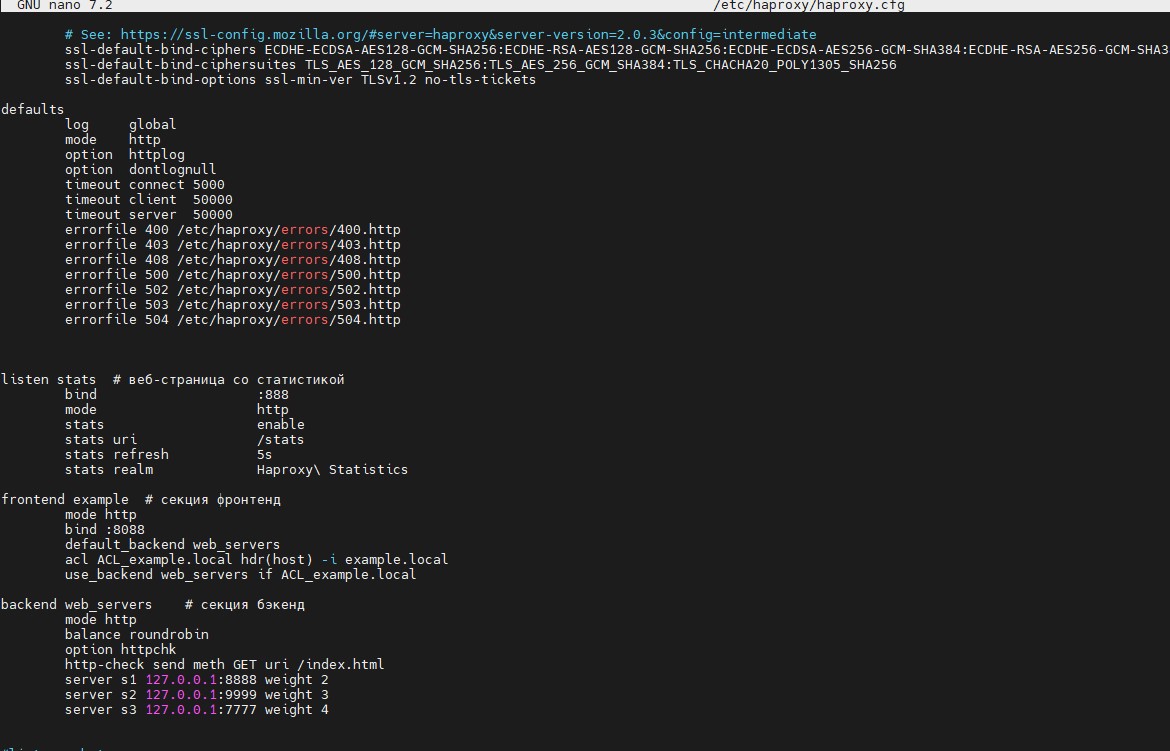 GNU nano 7.2 /etc/haproxy/haproxy.cfg
# See: https://ssl-config.mozilla.org/#server=haproxy&server-version=2.0.3&config=intermediate
ssl-default-bind-ciphers ECDHE-ECDSA-AES128-GCM-SHA256:ECDHE-RSA-AES128-GCM-SHA256:ECDHE-ECDSA-AES256-GCM-SHA384:ECDHE-RSA-AES256-GCM-SHA3
ssl-default-bind-ciphersuites TLS_AES_128_GCM_SHA256:TLS_AES_256_GCM_SHA384:TLS_CHACHA20_POLY1305_SHA256
ssl-default-bind-options ssl-min-ver TLSv1.2 no-tls-tickets
defaults
log global
mode http
option httplog
option dontlognull
timeout connect 5000
timeout client 50000
timeout server 50000
errorfile 400 /etc/haproxy/errors/400.http
errorfile 403 /etc/haproxy/errors/403.http
errorfile 408 /etc/haproxy/errors/408.http
errorfile 500 /etc/haproxy/errors/500.http
errorfile 502 /etc/haproxy/errors/502.http
errorfile 503 /etc/haproxy/errors/503.http
errorfile 504 /etc/haproxy/errors/504.http
listen stats # веб-страница со статистикой
bind :888
mode http
stats enable
stats uri /stats
stats refresh 5s
stats realm Haproxy\ Statistics
frontend example # секция фронтенд
mode http
bind :8088
default_backend web_servers
acl ACL_example.local hdr(host) -i example.local
use_backend web_servers if ACL_example.local
backend web_servers # секция бэкенд
mode http
balance roundrobin
option httpchk
http-check send meth GET uri /index.html
server s1 127.0.0.1:8888 weight 2
server s2 127.0.0.1:9999 weight 3
server s3 127.0.0.1:7777 weight 4